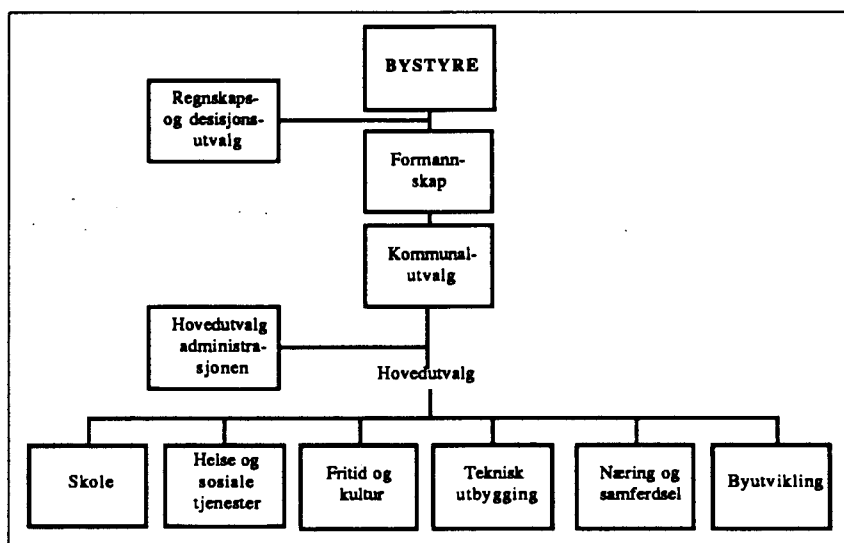 BYSTYRE
Regnskaps-
og desisjons-
utvalg
Formann-
skap
Kommunal-
utvalg
Hovedutvalg
administra-
sjonen
Hovedutvalg
Skole
Helse og
sosiale
tjenester
Fritid og
kultur
Teknisk
utbygging
Næring og
samferdsel
Byutvikling